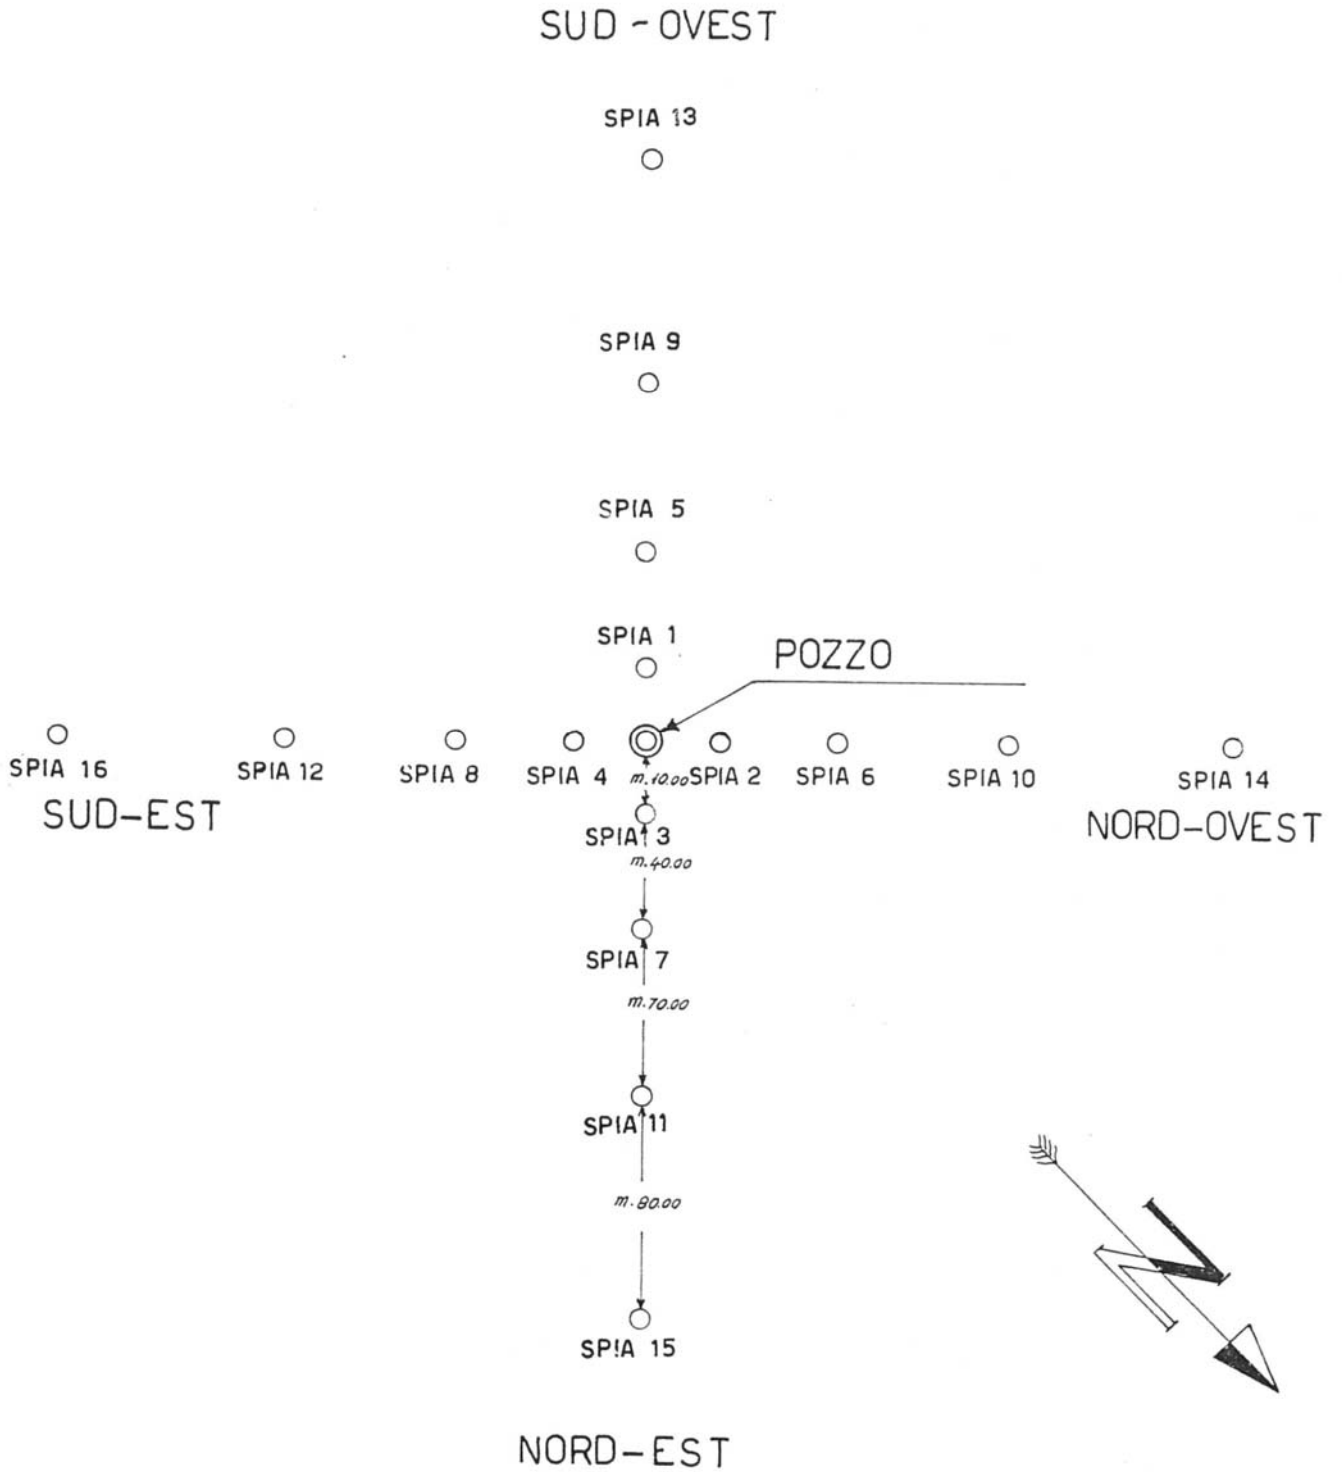 SUD - OVEST
SPIA 13
SPIA 9
SPIA 5
SPIA 1
POZZO
SPIA 16
SPIA 12
SPIA 8
SPIA 4
m.10.00
SPIA 2
SPIA 6
SPIA 10
SPIA 14
SUD-EST
NORD-OVEST
SPIA 3
m.40.00
SPIA 7
m.70.00
SPIA 11
m.90.00
SPIA 15
N
NORD-EST